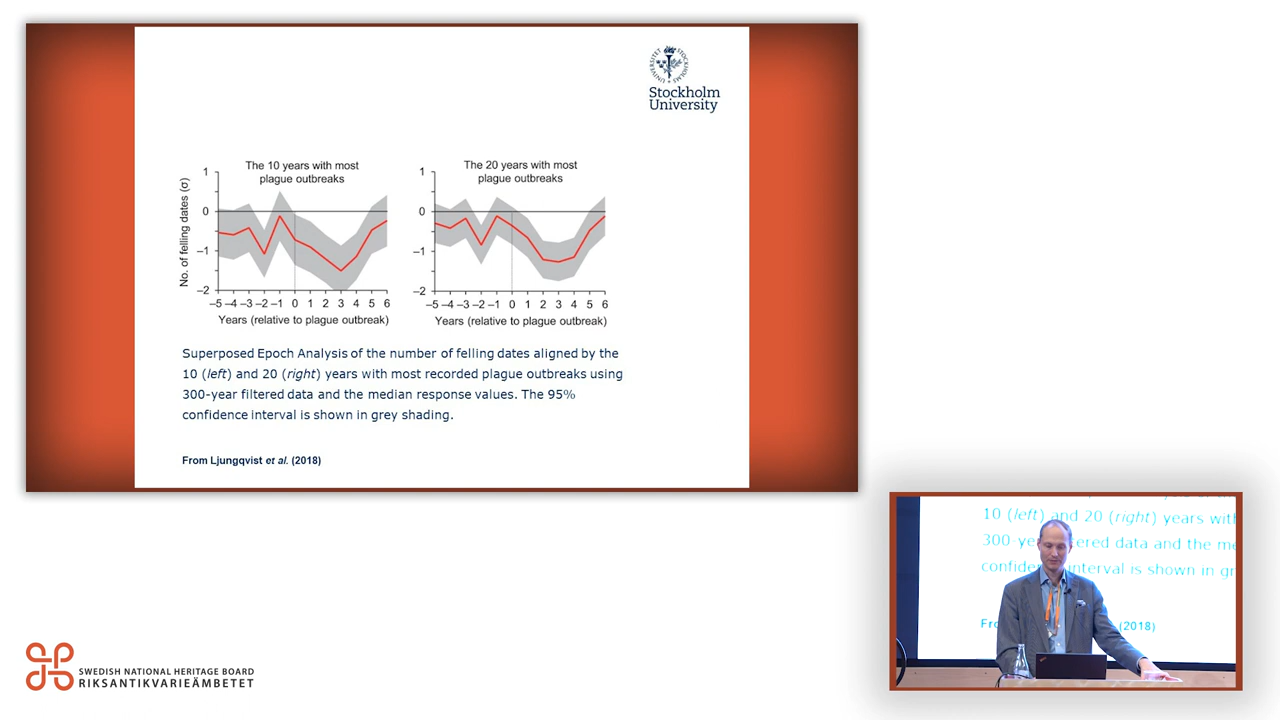 UNIVERSITET STOCKHOLMS
Stockholm
University
The 10 years with most
plague outbreaks
No. of felling dates (σ)
1
0
−1
−2
−5 −4 −3 −2 −1 0 1 2 3 4 5 6
Years (relative to plague outbreak)
The 20 years with most
plague outbreaks
1
0
−1
−2
−5 −4 −3 −2 −1 0 1 2 3 4 5 6
Years (relative to plague outbreak)
Superposed Epoch Analysis of the number of felling dates aligned by the
10 (left) and 20 (right) years with most recorded plague outbreaks using
300-year filtered data and the median response values. The 95%
confidence interval is shown in grey shading.
From Ljungqvist et al. (2018)
10 (left) and 20 (right) years with
300-ye ered data and the me
confide interval is shown in gr
(2018)
SWEDISH NATIONAL HERITAGE BOARD
RIKSANTIKVARIEÄMBETET